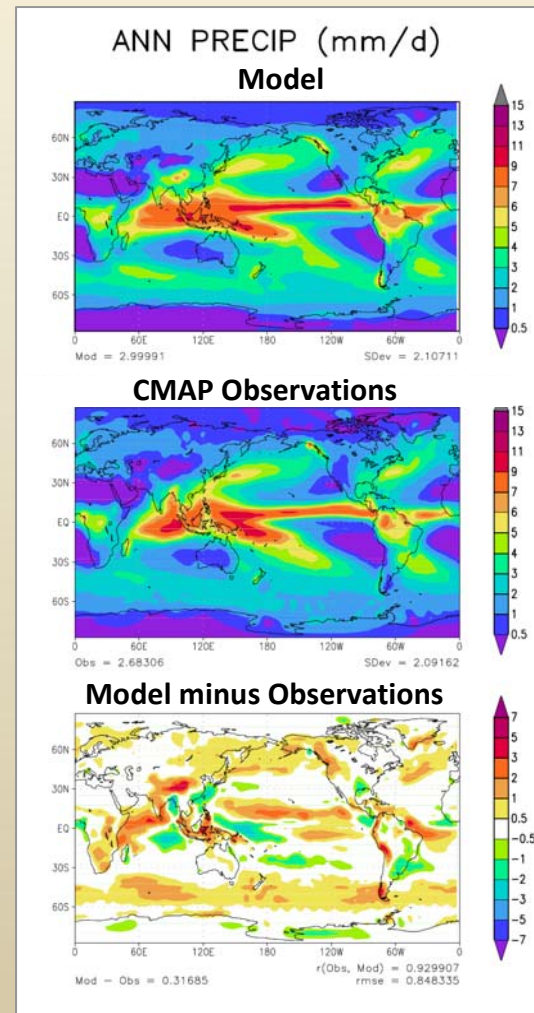 ANN PRECIP (mm/d)
Model
60N
30N
EQ
30S
60S
0 60E 120E 180 120W 60W 0
Mod = 2.99991 SDev = 2.10711
15
13
11
9
7
6
5
4
3
2
1
0.5
CMAP Observations
60N
30N
EQ
30S
60S
0 60E 120E 180 120W 60W 0
Obs = 2.68306 SDev = 2.09162
15
13
11
9
7
6
5
4
3
2
1
0.5
Model minus Observations
60N
30N
EQ
30S
60S
0 60E 120E 180 120W 60W 0
r(Obs, Mod) = 0.929907
Mod - Obs = 0.31685 rmse = 0.848335
7
5
3
2
1
0.5
-0.5
-1
-2
-3
-5
-7